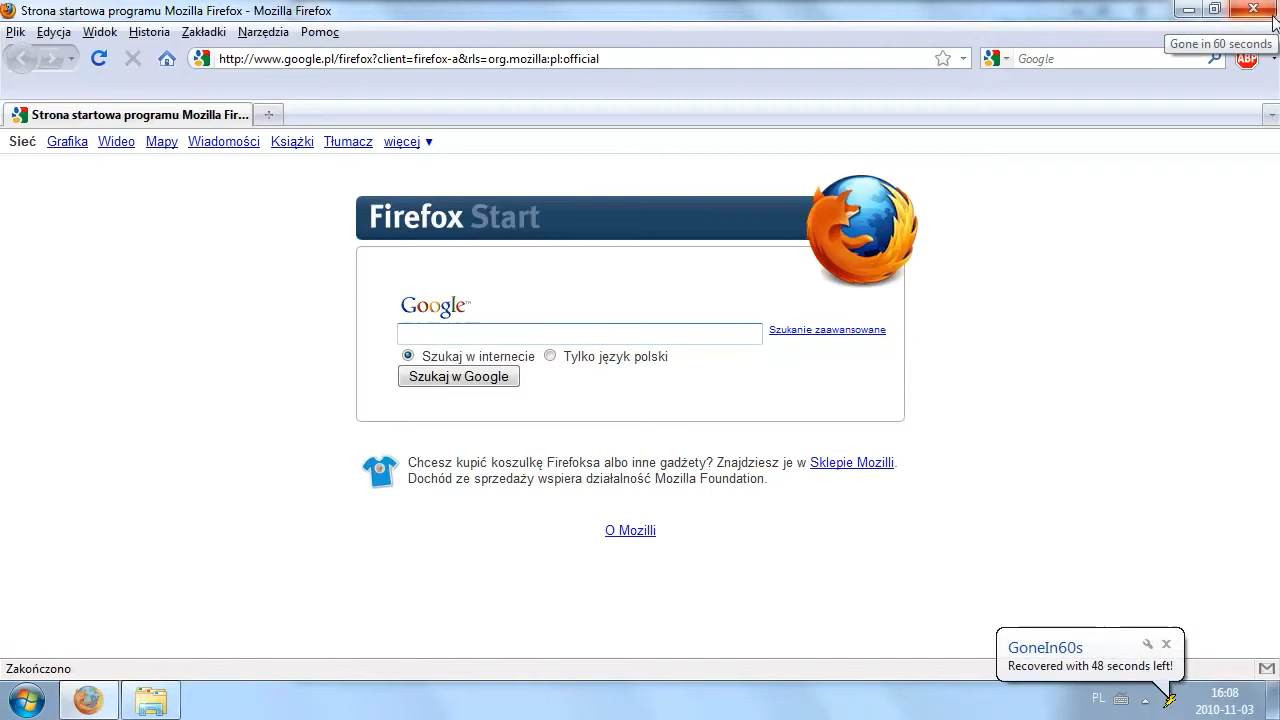 Strona startowa programu Mozilla Firefox - Mozilla Firefox
Plik Edycja Widok Historia Zakładki Narzędzia Pomoc
Gone in 60 seconds
http://www.google.pl/firefox?client=firefox-a&rls=org.mozilla:pl:official
Google
ABP
Strona startowa programu Mozilla Fir...
Sieć Grafika Wideo Mapy Wiadomości Książki Tłumacz więcej ▼
Firefox Start
Google™
Szukanie zaawansowane
Szukaj w internecie Tylko język polski
Szukaj w Google
Chcesz kupić koszulkę Firefoksa albo inne gadżety? Znajdziesz je w Sklepie Mozilli.
Dochód ze sprzedaży wspiera działalność Mozilla Foundation.
O Mozilli
GoneIn60s
Recovered with 48 seconds left!
Zakończono
PL
16:08
2010-11-03